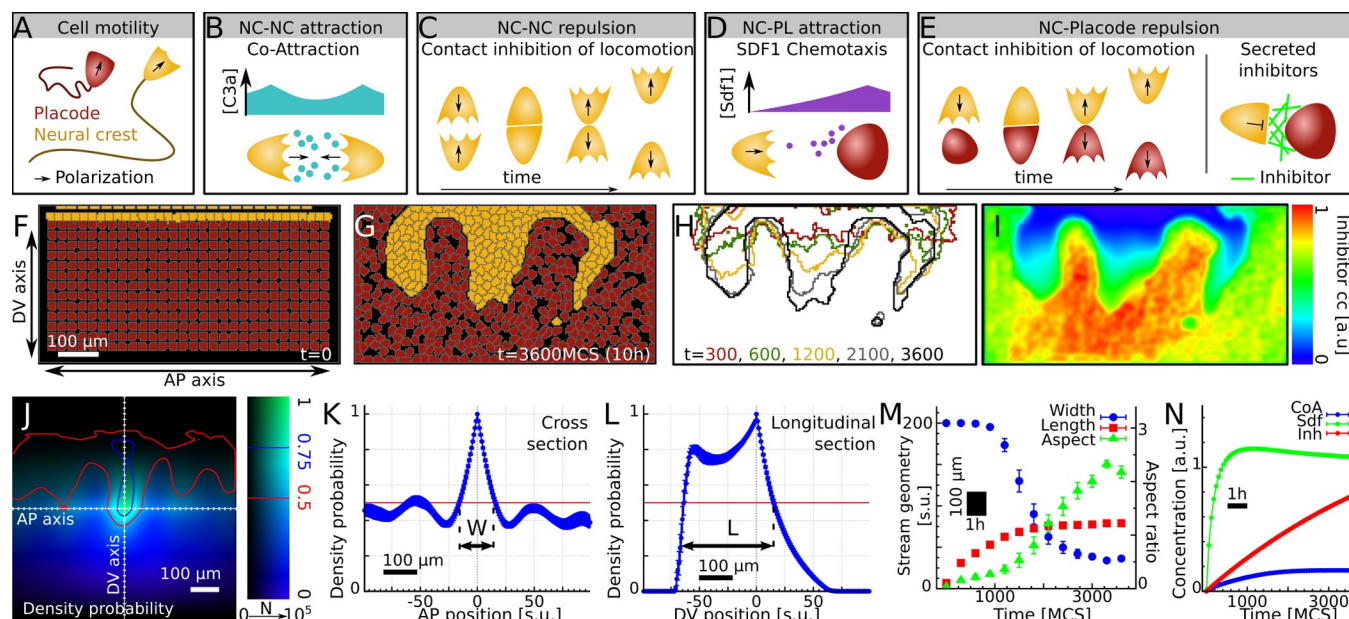 A Cell motility
Placode
Neural crest
→ Polarization
B NC-NC attraction
Co-Attraction
[C3a]
C NC-NC repulsion
Contact inhibition of locomotion
time
D NC-PL attraction
SDF1 Chemotaxis
[Sdf1]
E NC-Placode repulsion
Contact inhibition of locomotion
time
Secreted
inhibitors
Inhibitor
F
DV axis
100 µm
t=0
AP axis
G
t=3600MCS (10h)
H
t=300, 600, 1200, 2100, 3600
I
1
0
Inhibitor cc [a.u]
J
AP axis
DV axis
100 µm
Density probability
1
0.75
0.5
0
N
0 10⁵
K Cross
section
Density probability
1
0.5
0
W
100 µm
-50 0 50
AP position [s.u.]
L Longitudinal
section
Density probability
1
0.5
0
L
100 µm
-50 0 50
DV position [s.u.]
M
Width
Length
Aspect
Stream geometry
[s.u.]
200
0
100 µm
1h
3
0
Aspect ratio
1000 3000
Time [MCS]
N
CoA
Sdf
Inh
Concentration [a.u.]
1
0
1h
1000 3000
Time [MCS]